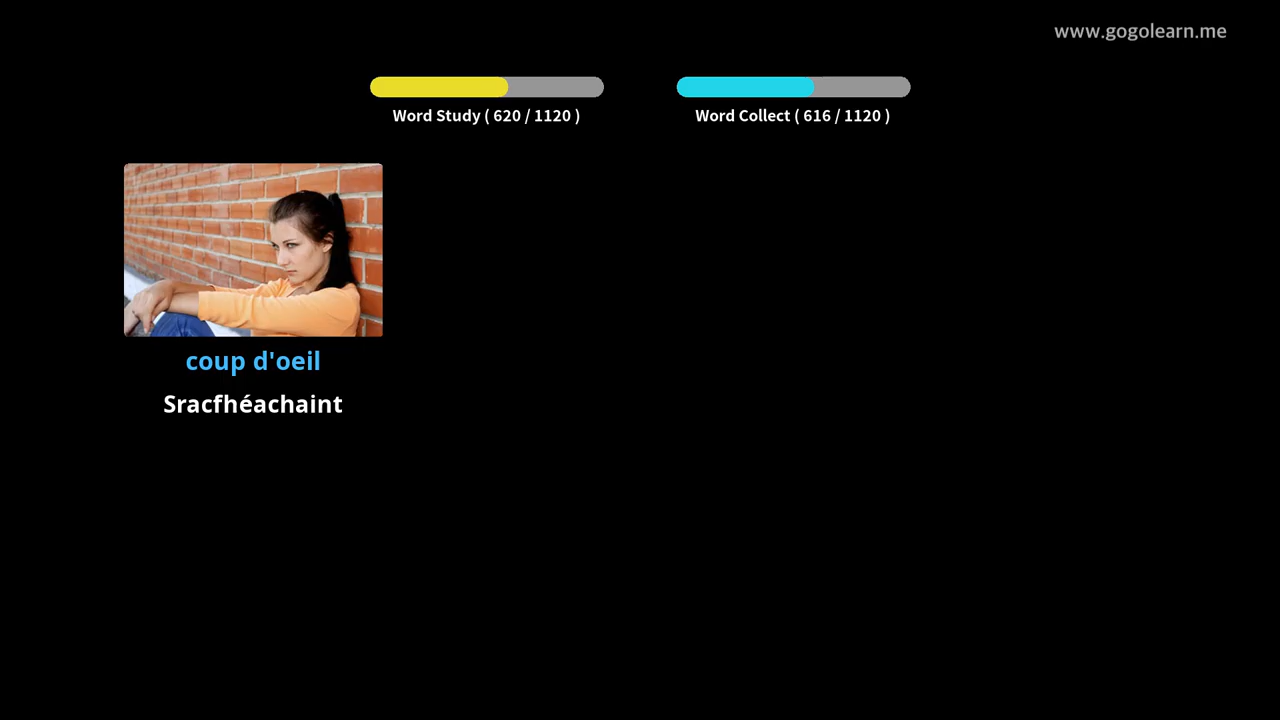 www.gogolearn.me
Word Study ( 620 / 1120 )
Word Collect ( 616 / 1120 )
coup d'oeil
Sracfhéachaint